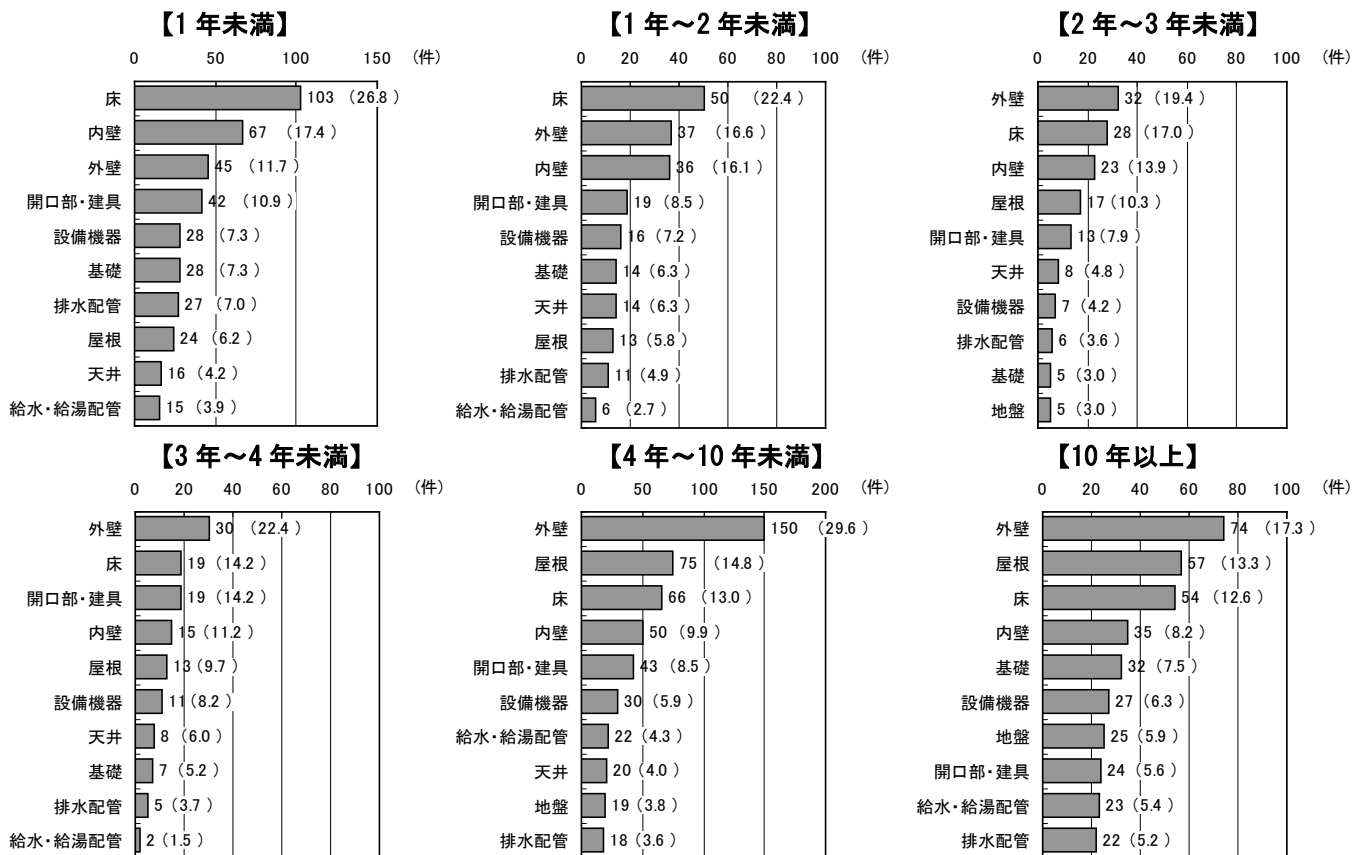 【1 年未満】
0 50 100 150 (件)
床 103 (26.8 )
内壁 67 (17.4 )
外壁 45 (11.7 )
開口部・建具 42 (10.9 )
設備機器 28 (7.3 )
基礎 28 (7.3 )
排水配管 27 (7.0 )
屋根 24 (6.2 )
天井 16 (4.2 )
給水・給湯配管 15 (3.9 )
【1 年～2 年未満】
0 20 40 60 80 100 (件)
床 50 (22.4 )
外壁 37 (16.6 )
内壁 36 (16.1 )
開口部・建具 19 (8.5 )
設備機器 16 (7.2 )
基礎 14 (6.3 )
天井 14 (6.3 )
屋根 13 (5.8 )
排水配管 11 (4.9 )
給水・給湯配管 6 (2.7 )
【2 年～3 年未満】
0 20 40 60 80 100 (件)
外壁 32 (19.4 )
床 28 (17.0 )
内壁 23 (13.9 )
屋根 17 (10.3 )
開口部・建具 13 (7.9 )
天井 8 (4.8 )
設備機器 7 (4.2 )
排水配管 6 (3.6 )
基礎 5 (3.0 )
地盤 5 (3.0 )
【3 年～4 年未満】
0 20 40 60 80 100 (件)
外壁 30 (22.4 )
床 19 (14.2 )
開口部・建具 19 (14.2 )
内壁 15 (11.2 )
屋根 13 (9.7 )
設備機器 11 (8.2 )
天井 8 (6.0 )
基礎 7 (5.2 )
排水配管 5 (3.7 )
給水・給湯配管 2 (1.5 )
【4 年～10 年未満】
0 50 100 150 200 (件)
外壁 150 (29.6 )
屋根 75 (14.8 )
床 66 (13.0 )
内壁 50 (9.9 )
開口部・建具 43 (8.5 )
設備機器 30 (5.9 )
給水・給湯配管 22 (4.3 )
天井 20 (4.0 )
地盤 19 (3.8 )
排水配管 18 (3.6 )
【10 年以上】
0 20 40 60 80 100 (件)
外壁 74 (17.3 )
屋根 57 (13.3 )
床 54 (12.6 )
内壁 35 (8.2 )
基礎 32 (7.5 )
設備機器 27 (6.3 )
地盤 25 (5.9 )
開口部・建具 24 (5.6 )
給水・給湯配管 23 (5.4 )
排水配管 22 (5.2 )